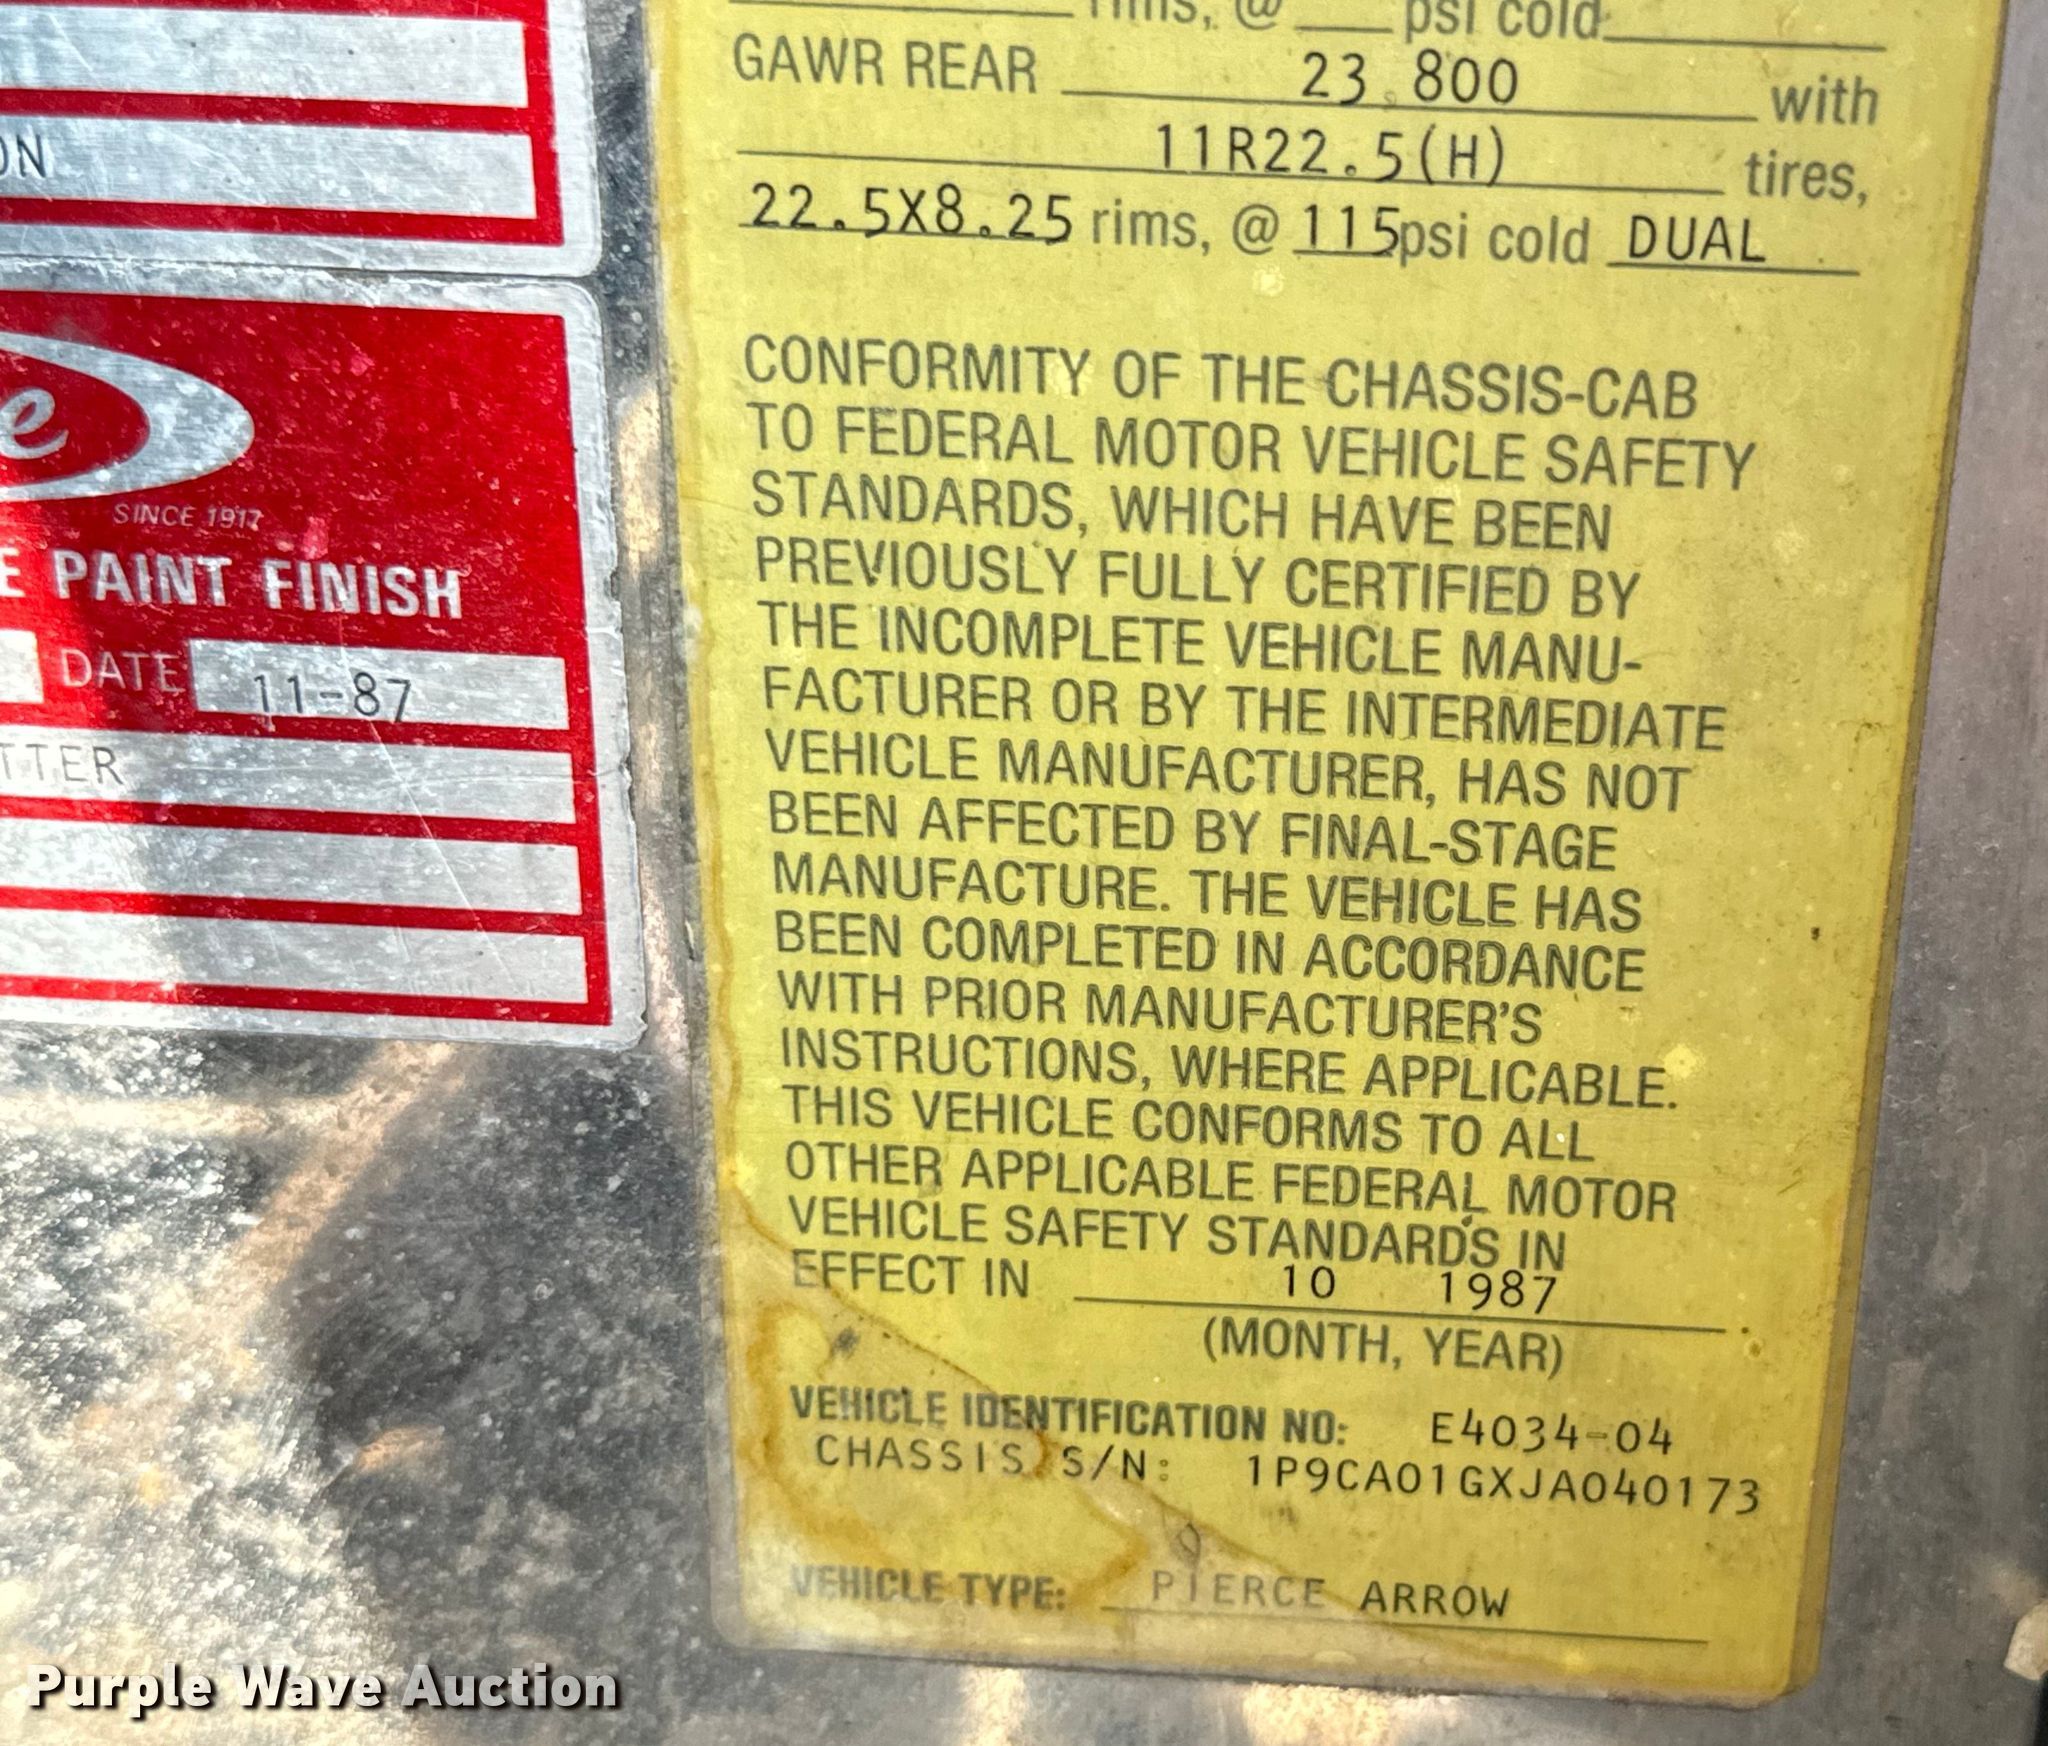 ON
e
SINCE 1917
E PAINT FINISH
DATE 11-87
TTER
rims, @ psi cold
GAWR REAR 23,800 with
11R22.5(H) tires,
22.5X8.25 rims, @ 115psi cold DUAL
CONFORMITY OF THE CHASSIS-CAB
TO FEDERAL MOTOR VEHICLE SAFETY
STANDARDS, WHICH HAVE BEEN
PREVIOUSLY FULLY CERTIFIED BY
THE INCOMPLETE VEHICLE MANU-
FACTURER OR BY THE INTERMEDIATE
VEHICLE MANUFACTURER, HAS NOT
BEEN AFFECTED BY FINAL-STAGE
MANUFACTURE. THE VEHICLE HAS
BEEN COMPLETED IN ACCORDANCE
WITH PRIOR MANUFACTURER'S
INSTRUCTIONS, WHERE APPLICABLE.
THIS VEHICLE CONFORMS TO ALL
OTHER APPLICABLE FEDERAL MOTOR
VEHICLE SAFETY STANDARDS IN
EFFECT IN 10 1987.
(MONTH, YEAR)
VEHICLE IDENTIFICATION NO: E4034-04
CHASSIS S/N: 1P9CA01GXJA040173
VEHICLE TYPE: PIERCE ARROW
Purple Wave Auction